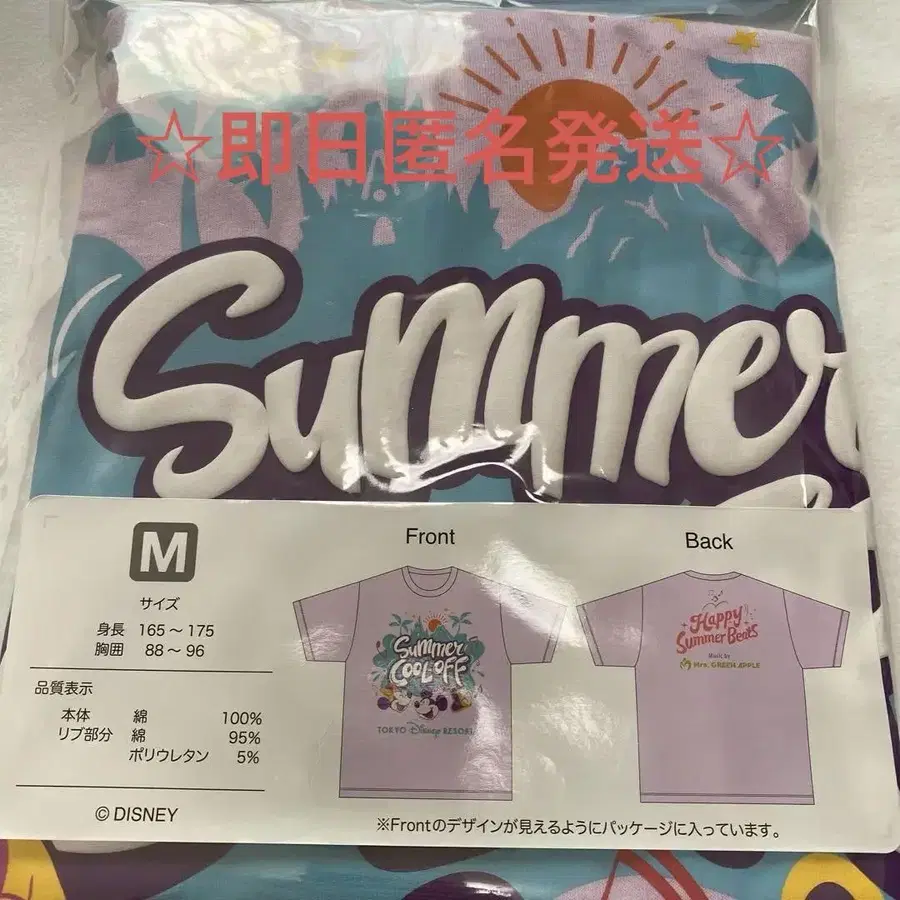 ☆即日匿名発送☆
Summer
M
サイズ
身長 165～175
胸囲 88～96
品質表示
本体 綿 100%
リブ部分 綿 95%
ポリウレタン 5%
© DISNEY
Front
Summer
COOL-OFF
TOKYO Disney RESORT
Back
Happy
Summer Beats
Music by
Mrs. GREEN APPLE
※Frontのデザインが見えるようにパッケージに入っています。